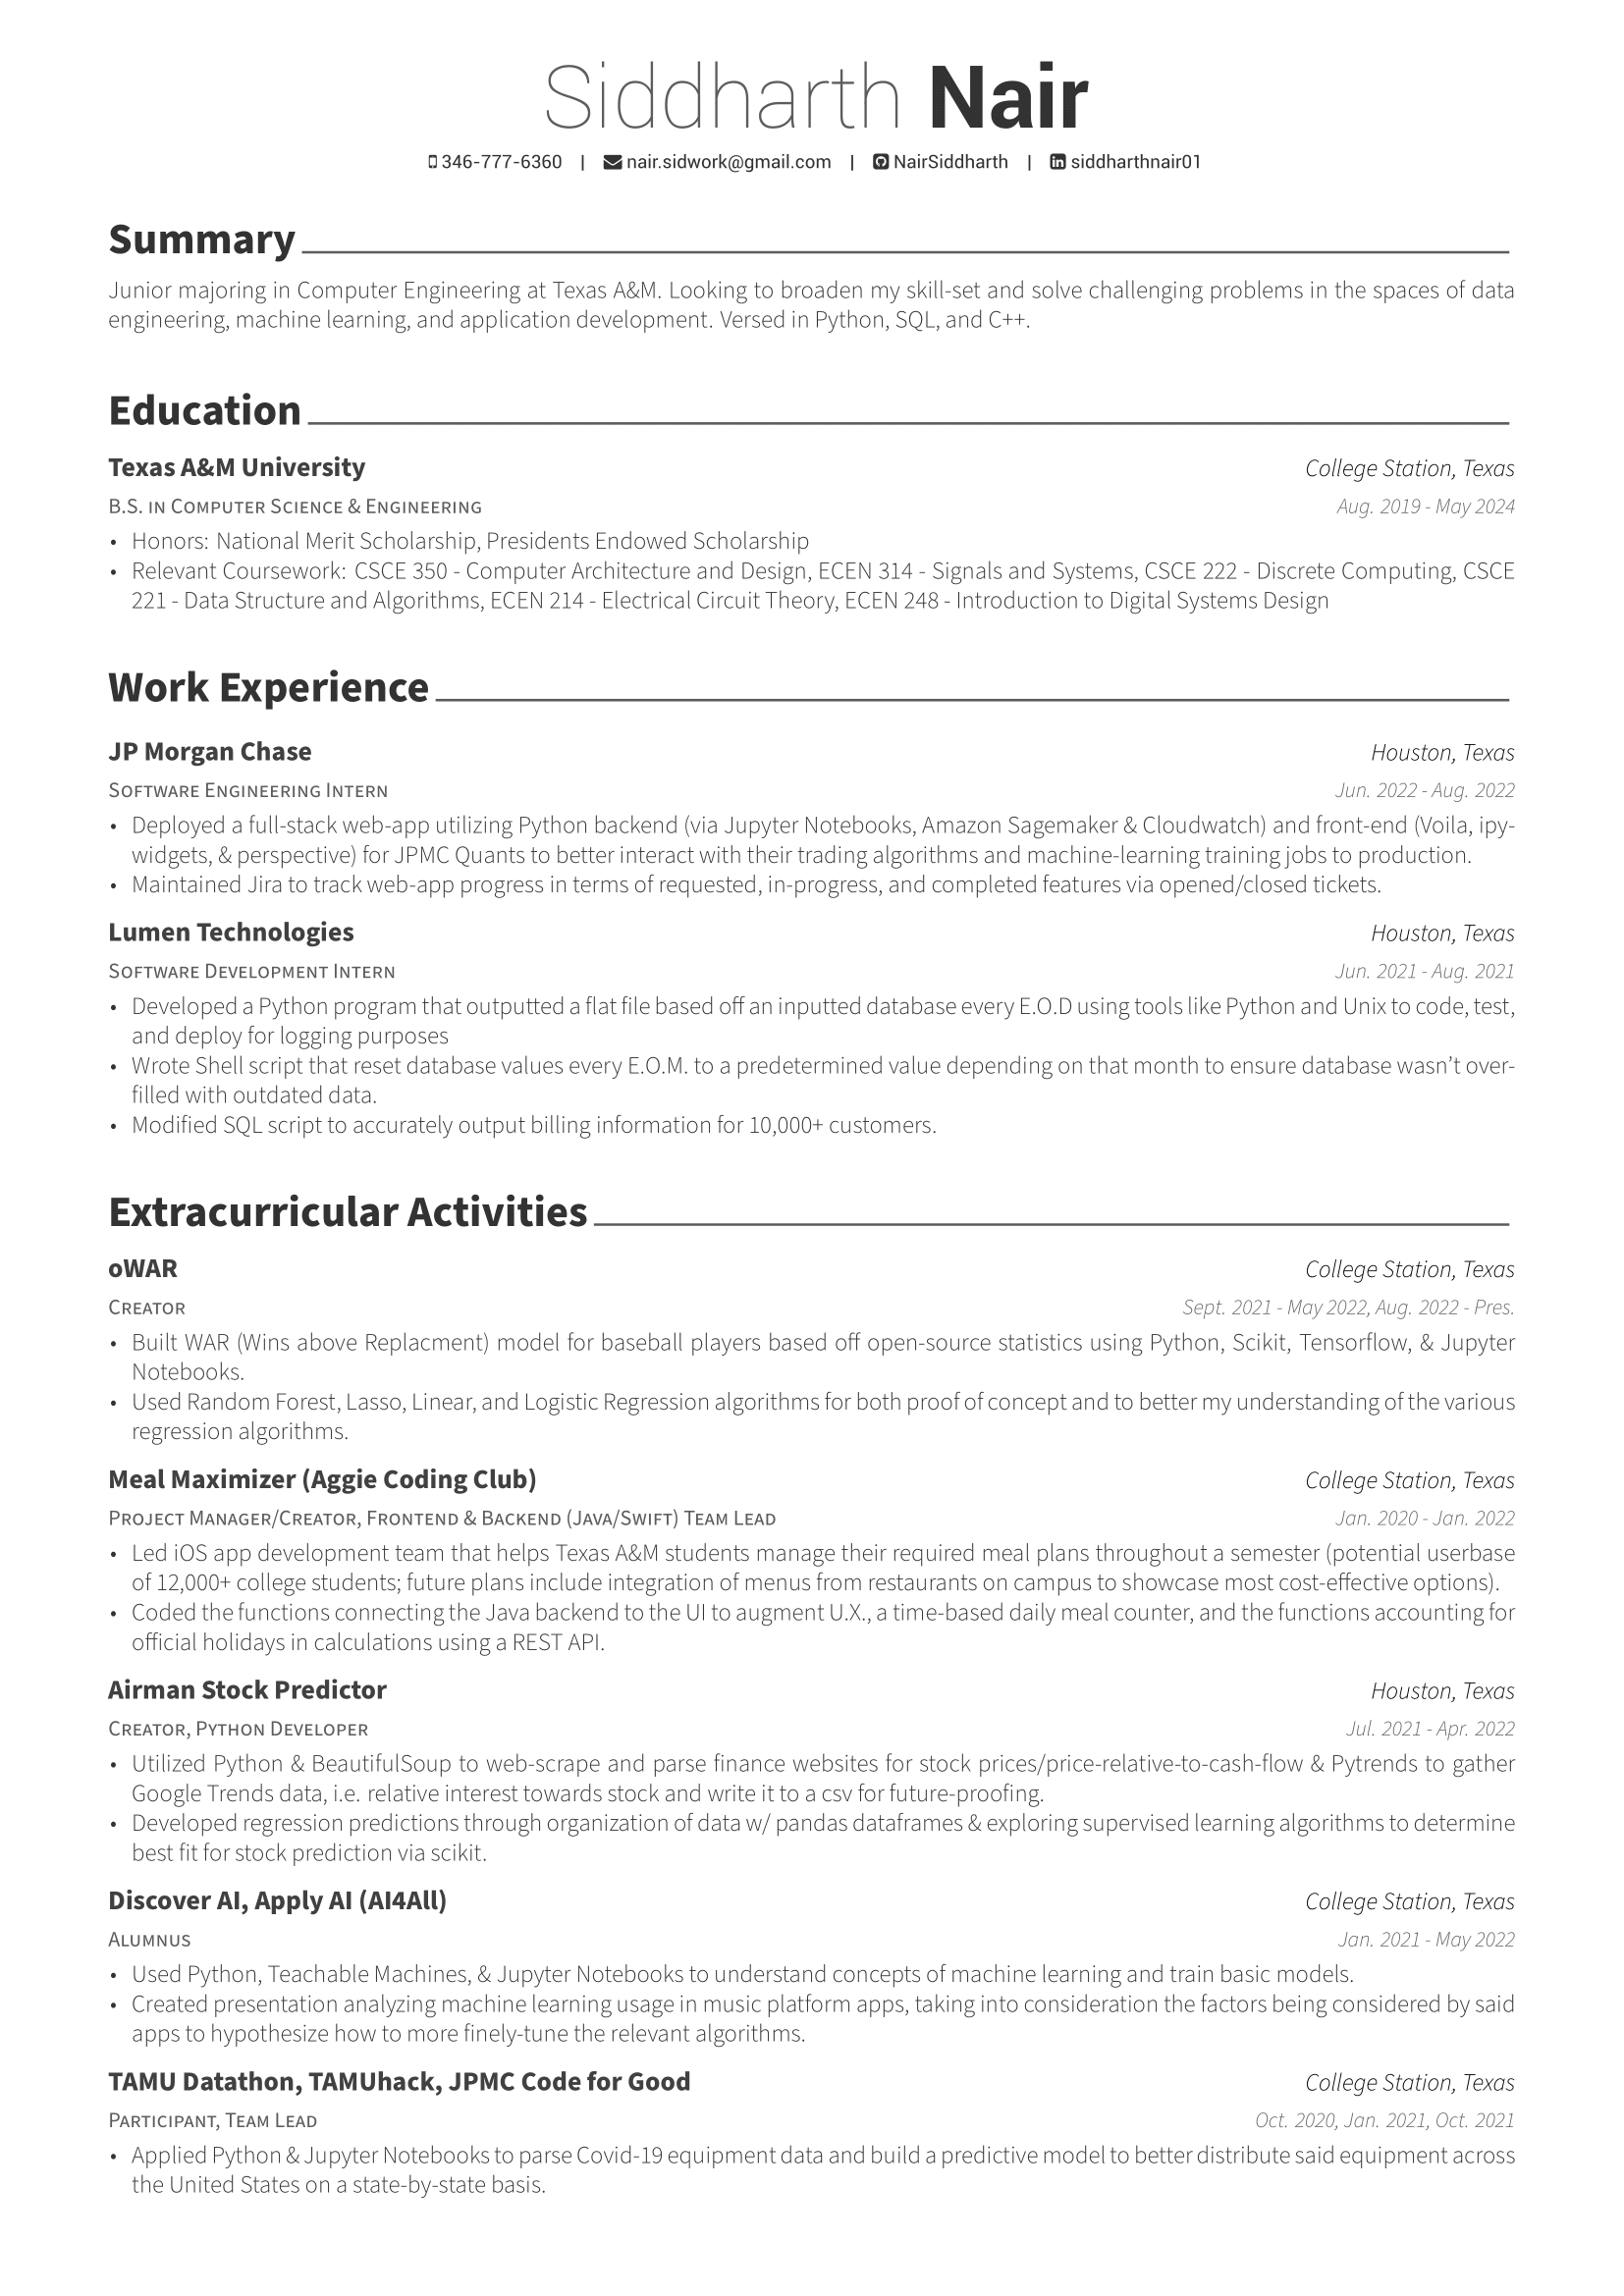 Siddharth Nair
346-777-6360 | nair.sidwork@gmail.com | NairSiddharth | siddharthnair01
Summary
Junior majoring in Computer Engineering at Texas A&M. Looking to broaden my skill-set and solve challenging problems in the spaces of data
engineering, machine learning, and application development. Versed in Python, SQL, and C++.
Education
Texas A&M University College Station, Texas
B.S. in Computer Science & Engineering Aug. 2019 - May 2024
• Honors: National Merit Scholarship, Presidents Endowed Scholarship
• Relevant Coursework: CSCE 350 - Computer Architecture and Design, ECEN 314 - Signals and Systems, CSCE 222 - Discrete Computing, CSCE
221 - Data Structure and Algorithms, ECEN 214 - Electrical Circuit Theory, ECEN 248 - Introduction to Digital Systems Design
Work Experience
JP Morgan Chase Houston, Texas
Software Engineering Intern Jun. 2022 - Aug. 2022
• Deployed a full-stack web-app utilizing Python backend (via Jupyter Notebooks, Amazon Sagemaker & Cloudwatch) and front-end (Voila, ipy-
widgets, & perspective) for JPMC Quants to better interact with their trading algorithms and machine-learning training jobs to production.
• Maintained Jira to track web-app progress in terms of requested, in-progress, and completed features via opened/closed tickets.
Lumen Technologies Houston, Texas
Software Development Intern Jun. 2021 - Aug. 2021
• Developed a Python program that outputted a flat file based off an inputted database every E.O.D using tools like Python and Unix to code, test,
and deploy for logging purposes
• Wrote Shell script that reset database values every E.O.M. to a predetermined value depending on that month to ensure database wasn't over-
filled with outdated data.
• Modified SQL script to accurately output billing information for 10,000+ customers.
Extracurricular Activities
oWAR College Station, Texas
Creator Sept. 2021 - May 2022, Aug. 2022 - Pres.
• Built WAR (Wins above Replacment) model for baseball players based off open-source statistics using Python, Scikit, Tensorflow, & Jupyter
Notebooks.
• Used Random Forest, Lasso, Linear, and Logistic Regression algorithms for both proof of concept and to better my understanding of the various
regression algorithms.
Meal Maximizer (Aggie Coding Club) College Station, Texas
Project Manager/Creator, Frontend & Backend (Java/Swift) Team Lead Jan. 2020 - Jan. 2022
• Led iOS app development team that helps Texas A&M students manage their required meal plans throughout a semester (potential userbase
of 12,000+ college students; future plans include integration of menus from restaurants on campus to showcase most cost-effective options).
• Coded the functions connecting the Java backend to the UI to augment U.X., a time-based daily meal counter, and the functions accounting for
official holidays in calculations using a REST API.
Airman Stock Predictor Houston, Texas
Creator, Python Developer Jul. 2021 - Apr. 2022
• Utilized Python & BeautifulSoup to web-scrape and parse finance websites for stock prices/price-relative-to-cash-flow & Pytrends to gather
Google Trends data, i.e. relative interest towards stock and write it to a csv for future-proofing.
• Developed regression predictions through organization of data w/ pandas dataframes & exploring supervised learning algorithms to determine
best fit for stock prediction via scikit.
Discover AI, Apply AI (AI4All) College Station, Texas
Alumnus Jan. 2021 - May 2022
• Used Python, Teachable Machines, & Jupyter Notebooks to understand concepts of machine learning and train basic models.
• Created presentation analyzing machine learning usage in music platform apps, taking into consideration the factors being considered by said
apps to hypothesize how to more finely-tune the relevant algorithms.
TAMU Datathon, TAMUhack, JPMC Code for Good College Station, Texas
Participant, Team Lead Oct. 2020, Jan. 2021, Oct. 2021
• Applied Python & Jupyter Notebooks to parse Covid-19 equipment data and build a predictive model to better distribute said equipment across
the United States on a state-by-state basis.